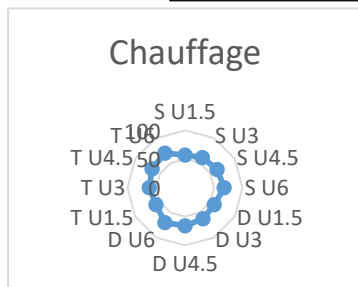 Chauffage
S U1.5
T U6 100 S U3
T U4.5 50 S U4.5
T U3 0 S U6
T U1.5 D U1.5
D U6 D U3
D U4.5